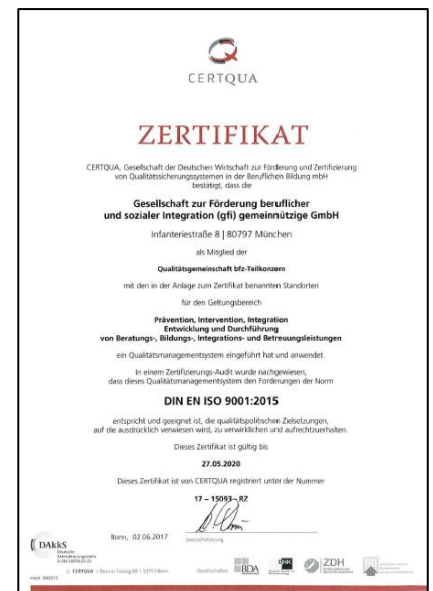 CERTQUA
ZERTIFIKAT
CERTQUA, Gesellschaft der Deutschen Wirtschaft zur Förderung und Zertifizierung
von Qualitätssicherungssystemen in der Beruflichen Bildung mbH
bestätigt, dass die
Gesellschaft zur Förderung beruflicher
und sozialer Integration (gfi) gemeinnützige GmbH
Infanteriestraße 8 | 80797 München
als Mitglied der
Qualitätsgemeinschaft bfz-Teilkonzern
mit den in der Anlage zum Zertifikat benannten Standorten
für den Geltungsbereich
Prävention, Intervention, Integration
Entwicklung und Durchführung
von Beratungs-, Bildungs-, Integrations- und Betreuungsleistungen
ein Qualitätsmanagementsystem eingeführt hat und anwendet.
In einem Zertifizierungs-Audit wurde nachgewiesen,
dass dieses Qualitätsmanagementsystem den Forderungen der Norm
DIN EN ISO 9001:2015
entspricht und geeignet ist, die qualitätspolitischen Zielsetzungen,
auf die ausdrücklich verwiesen wird, zu verwirklichen und aufrechtzuerhalten.
Dieses Zertifikat ist gültig bis
27.05.2020
Dieses Zertifikat ist von CERTQUA registriert unter der Nummer
17 – 15093 – RZ
Bonn, 02.06.2017
Geschäftsführung
DAkkS
Deutsche
Akkreditierungsstelle
CERTQUA
Gesellschafter:
BDA
DIHK
ZDH